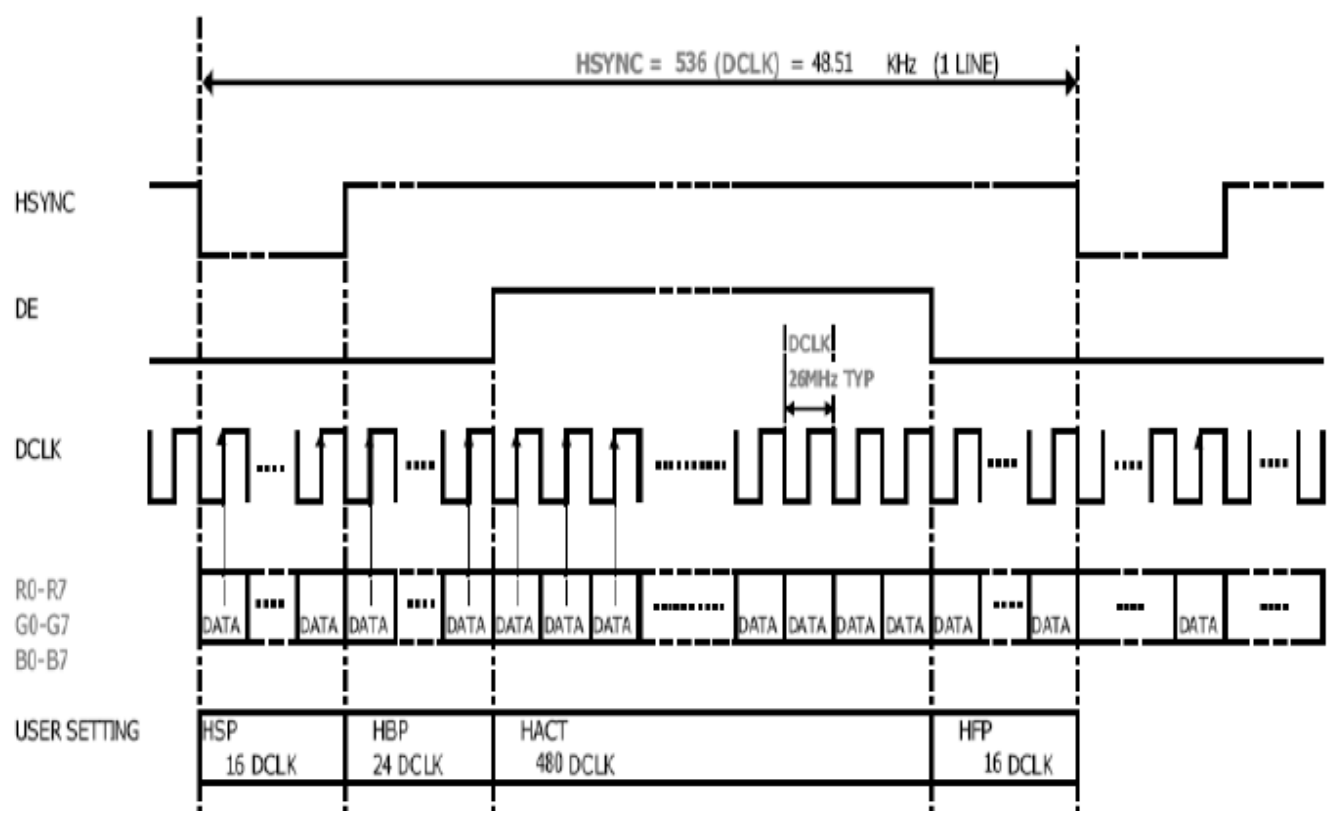 HSYNC = 536 (DCLK) = 48.51 KHz (1 LINE)
HSYNC
DE
DCLK
26MHz TYP
DCLK
R0-R7
G0-G7
B0-B7
DATA DATA DATA DATA DATA DATA DATA DATA DATA DATA DATA DATA DATA DATA
USER SETTING
HSP HBP HACT HFP
16 DCLK 24 DCLK 480 DCLK 16 DCLK